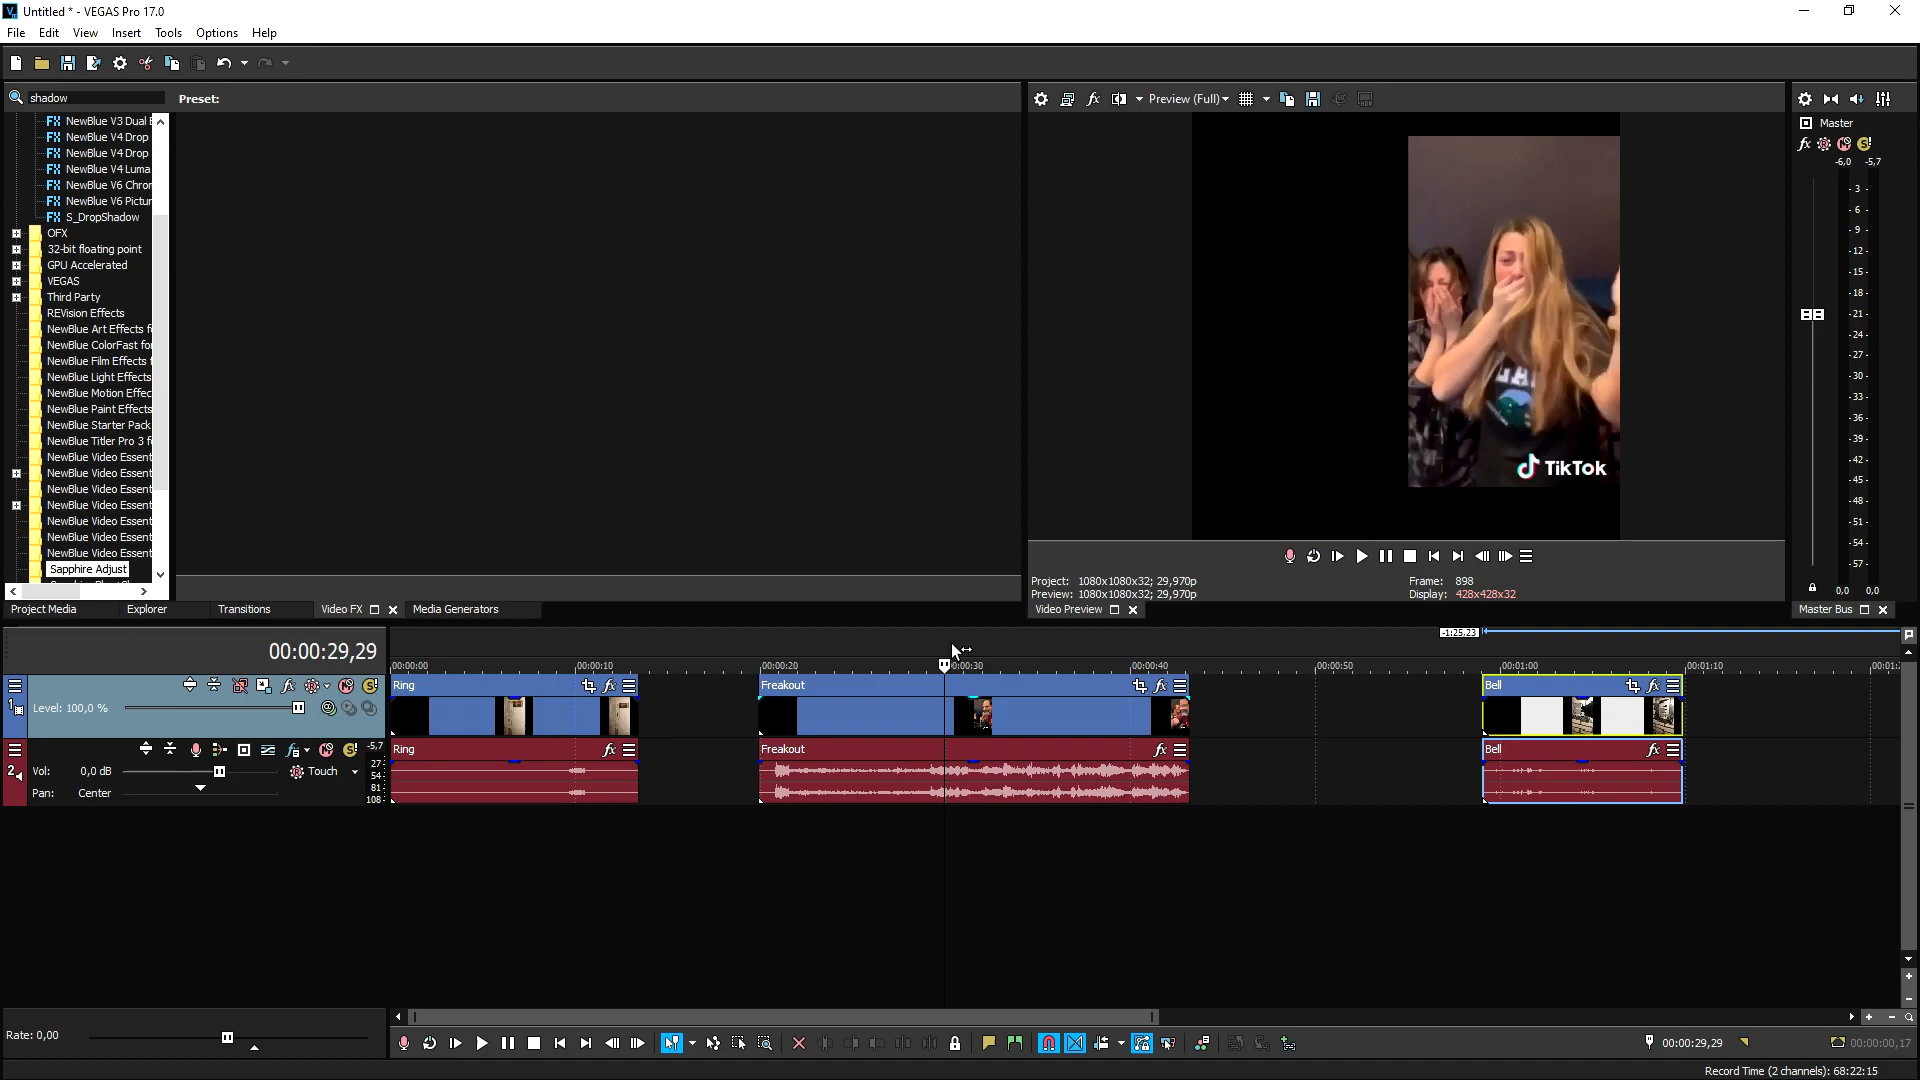 Untitled * - VEGAS Pro 17.0
File Edit View Insert Tools Options Help
shadow
Preset:
Preview (Full)
NewBlue V3 Dual
NewBlue V4 Drop
NewBlue V4 Drop
NewBlue V4 Luma
NewBlue V6 Chror
NewBlue V6 Pictur
S_DropShadow
OFX
32-bit floating point
GPU Accelerated
VEGAS
Third Party
REVision Effects
NewBlue Art Effects f
NewBlue ColorFast fo
NewBlue Film Effects f
NewBlue Light Effects
NewBlue Motion Effec
NewBlue Paint Effects
NewBlue Starter Pack
NewBlue Titler Pro 3 f
NewBlue Video Essent
NewBlue Video Essent
NewBlue Video Essent
NewBlue Video Essent
NewBlue Video Essent
NewBlue Video Essent
NewBlue Video Essent
Sapphire Adjust
TikTok
Master
-6,0 -5,7
- 3 -
- 6 -
- 9 -
- 12 -
- 15 -
- 18 -
- 21 -
- 24 -
- 27 -
- 30 -
- 33 -
- 36 -
- 39 -
- 42 -
- 45 -
- 48 -
- 51 -
- 54 -
- 57 -
0,0 0,0
Project: 1080x1080x32; 29,970p
Preview: 1080x1080x32; 29,970p
Frame: 898
Display: 428x428x32
Project Media Explorer Transitions Video FX Media Generators
Video Preview
Master Bus
00:00:29,29
-1:25,23
00:00:00 00:00:10 00:00:20 00:00:30 00:00:40 00:00:50 00:01:00 00:01:10 00:01:
1
Level: 100,0 %
Ring
Freakout
Bell
2
Vol: 0,0 dB
Touch
Pan: Center
-5,7
27-
54-
81-
108-
Ring
Freakout
Bell
Rate: 0,00
00:00:29,29
00:00:00,17
Record Time (2 channels): 68:22:15